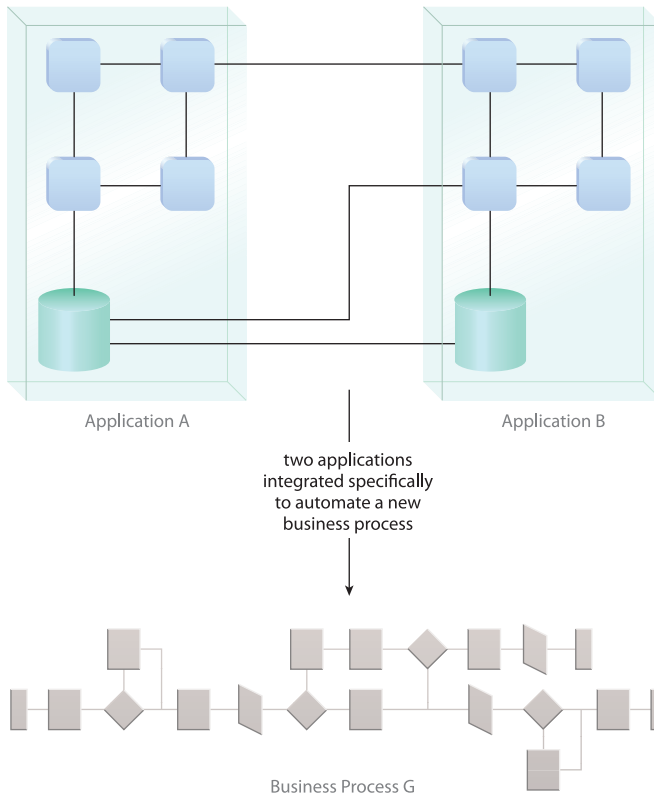 Application A
Application B
two applications
integrated specifically
to automate a new
business process
Business Process G